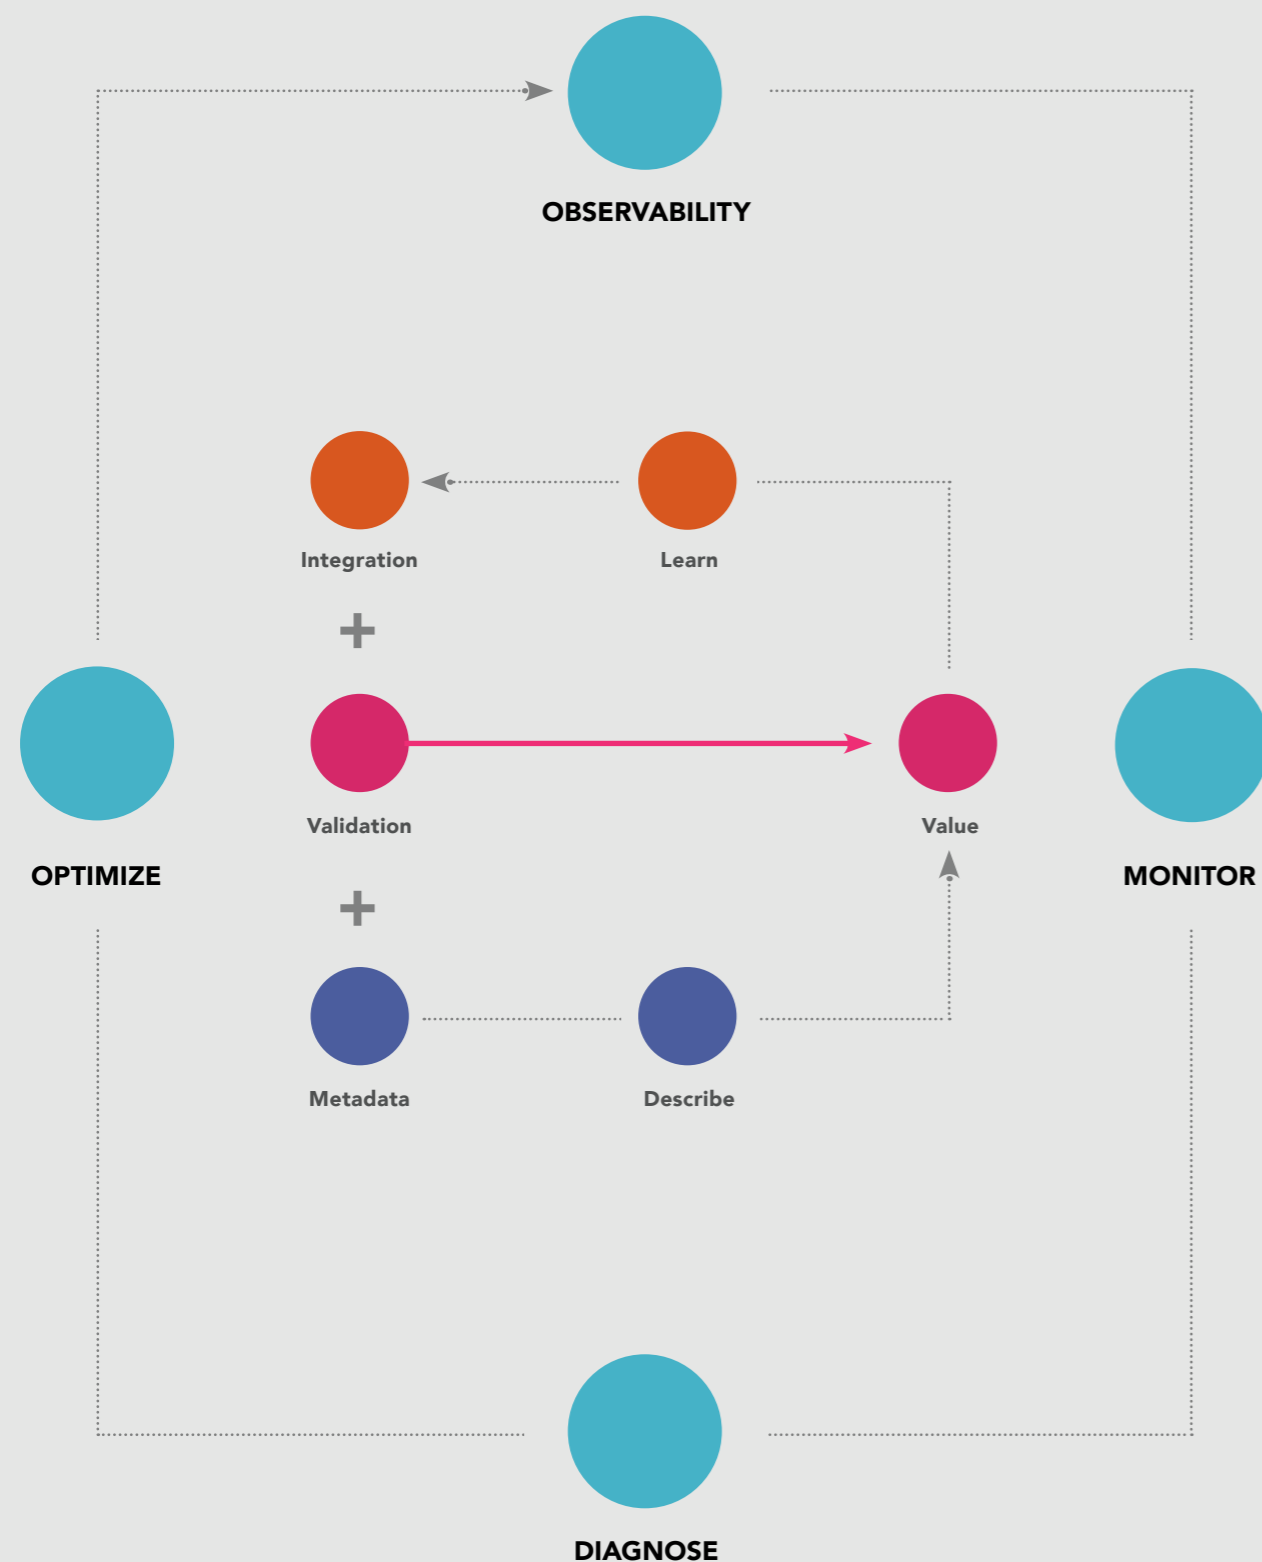 OBSERVABILITY
Integration
Learn
+
Validation
Value
OPTIMIZE
MONITOR
+
Metadata
Describe
DIAGNOSE